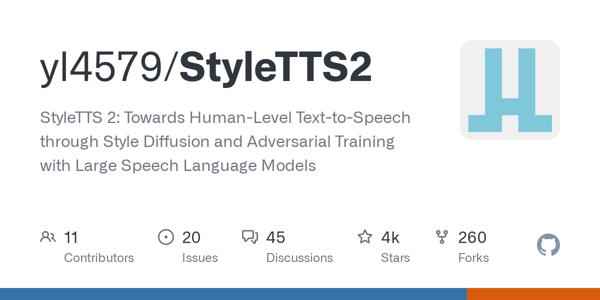 yl4579/StyleTTS2
StyleTTS 2: Towards Human-Level Text-to-Speech
through Style Diffusion and Adversarial Training
with Large Speech Language Models
11 20 45 4k 260
Contributors Issues Discussions Stars Forks